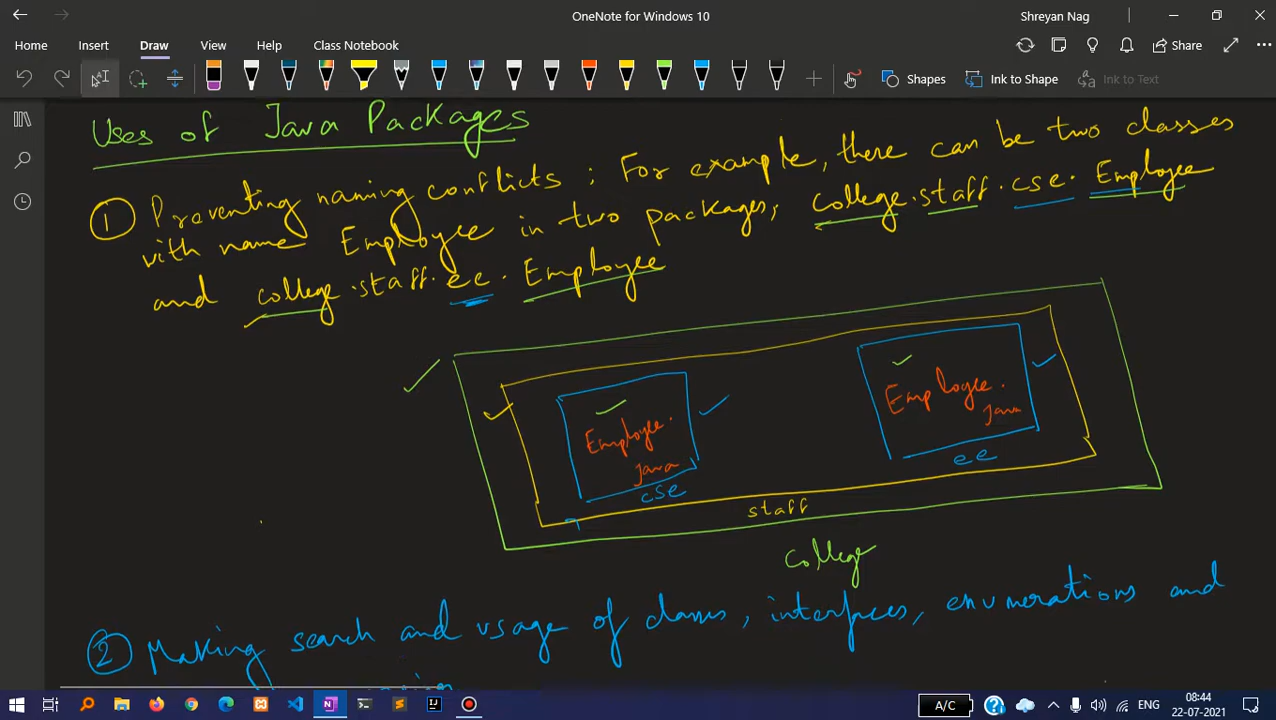 OneNote for Windows 10
Shreyan Nag
Home Insert Draw View Help Class Notebook
Share
Shapes Ink to Shape Ink to Text
Uses of Java Packages
① Preventing naming conflicts : For example, there can be two classes
with name Employee in two packages, college.staff.cse.Employee
and college.staff.ee.Employee
Employee.
java
cse
Employee.
java
ee
staff
college
② Making search and usage of classes, interfaces, enumerations and
A/C
ENG
08:44
22-07-2021